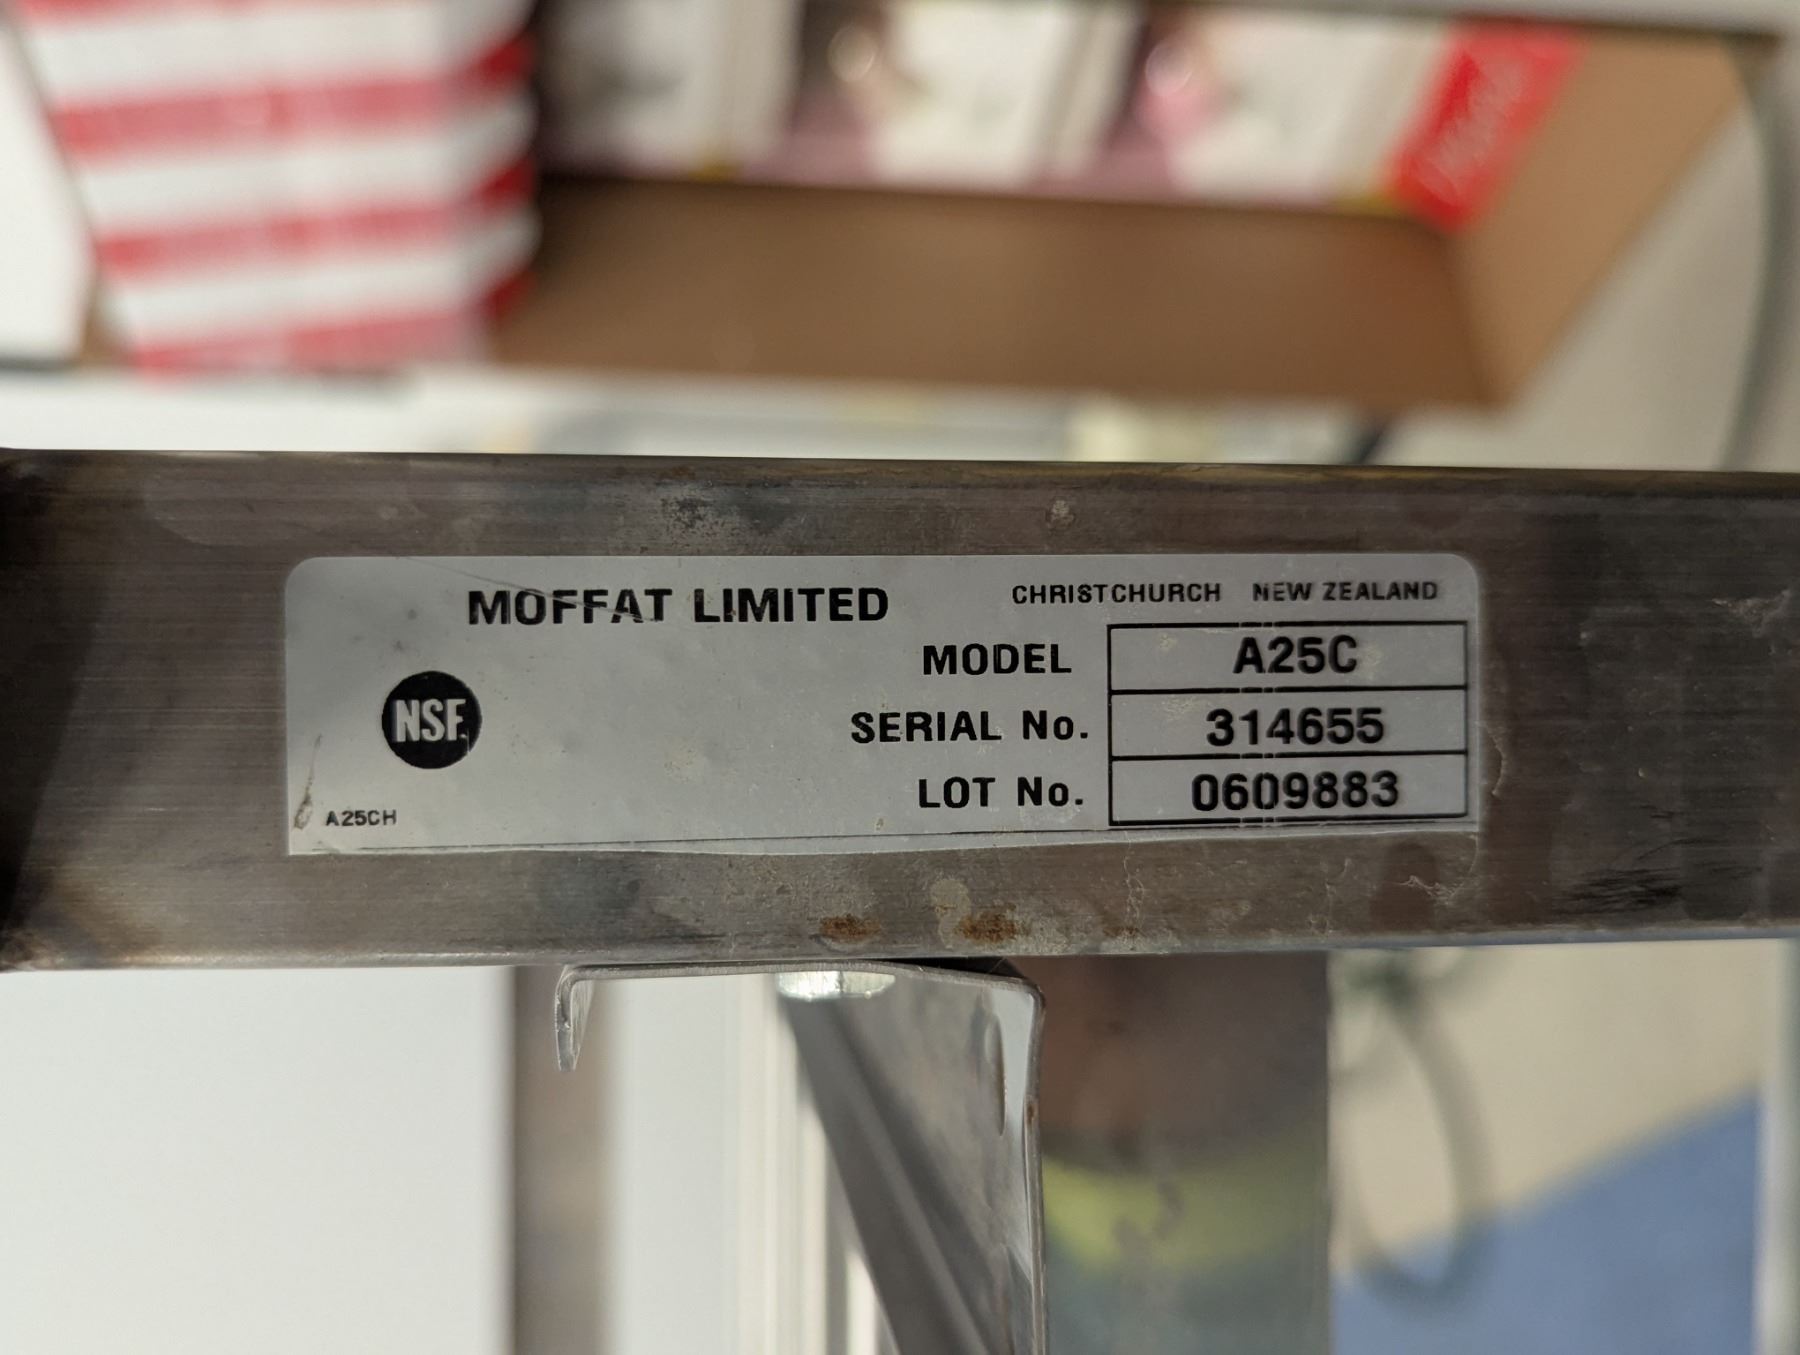 MOFFAT LIMITED CHRISTCHURCH NEW ZEALAND
MODEL A25C
NSF.
SERIAL No. 314655
LOT No. 0609883
A25CH